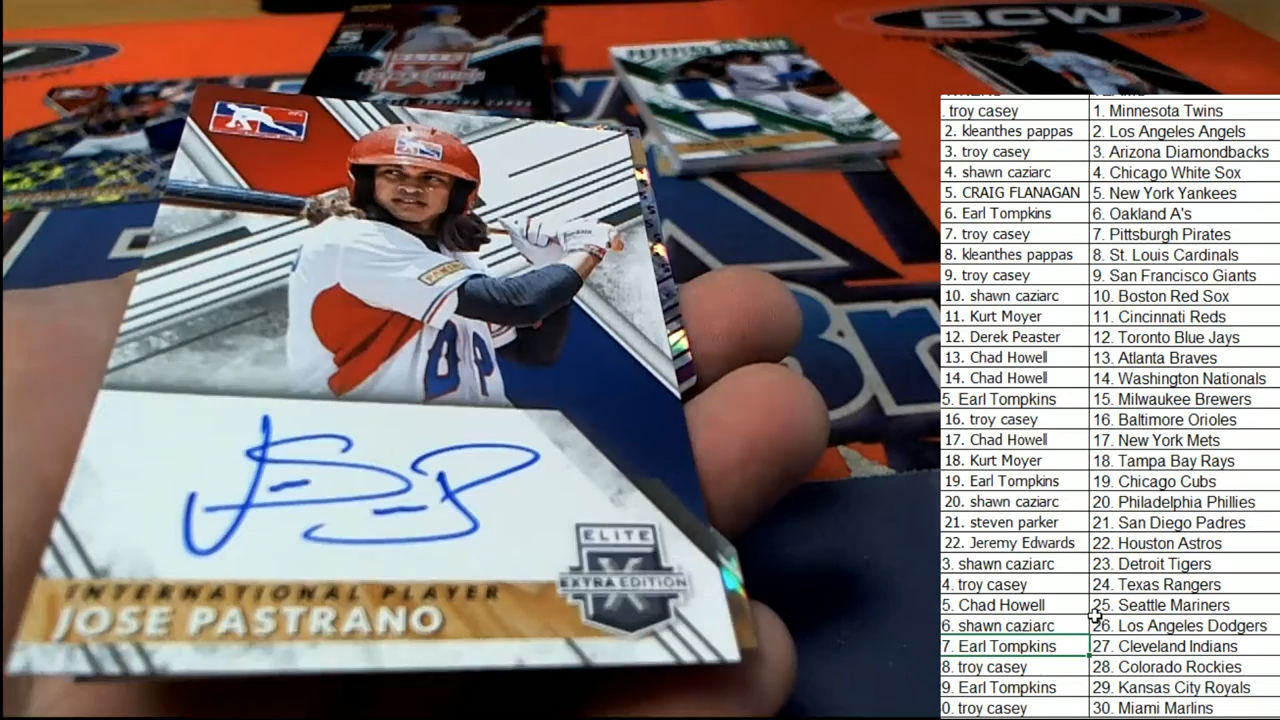 BCW
5
PANINI
OP
JS P
ELITE
EXTRA EDITION
INTERNATIONAL PLAYER
JOSE PASTRANO
. troy casey 1. Minnesota Twins
2. kleanthes pappas 2. Los Angeles Angels
3. troy casey 3. Arizona Diamondbacks
4. shawn caziarc 4. Chicago White Sox
5. CRAIG FLANAGAN 5. New York Yankees
6. Earl Tompkins 6. Oakland A's
7. troy casey 7. Pittsburgh Pirates
8. kleanthes pappas 8. St. Louis Cardinals
9. troy casey 9. San Francisco Giants
10. shawn caziarc 10. Boston Red Sox
11. Kurt Moyer 11. Cincinnati Reds
12. Derek Peaster 12. Toronto Blue Jays
13. Chad Howell 13. Atlanta Braves
14. Chad Howell 14. Washington Nationals
5. Earl Tompkins 15. Milwaukee Brewers
16. troy casey 16. Baltimore Orioles
17. Chad Howell 17. New York Mets
18. Kurt Moyer 18. Tampa Bay Rays
19. Earl Tompkins 19. Chicago Cubs
20. shawn caziarc 20. Philadelphia Phillies
21. steven parker 21. San Diego Padres
22. Jeremy Edwards 22. Houston Astros
3. shawn caziarc 23. Detroit Tigers
4. troy casey 24. Texas Rangers
5. Chad Howell 25. Seattle Mariners
6. shawn caziarc 26. Los Angeles Dodgers
7. Earl Tompkins 27. Cleveland Indians
8. troy casey 28. Colorado Rockies
9. Earl Tompkins 29. Kansas City Royals
0. troy casey 30. Miami Marlins